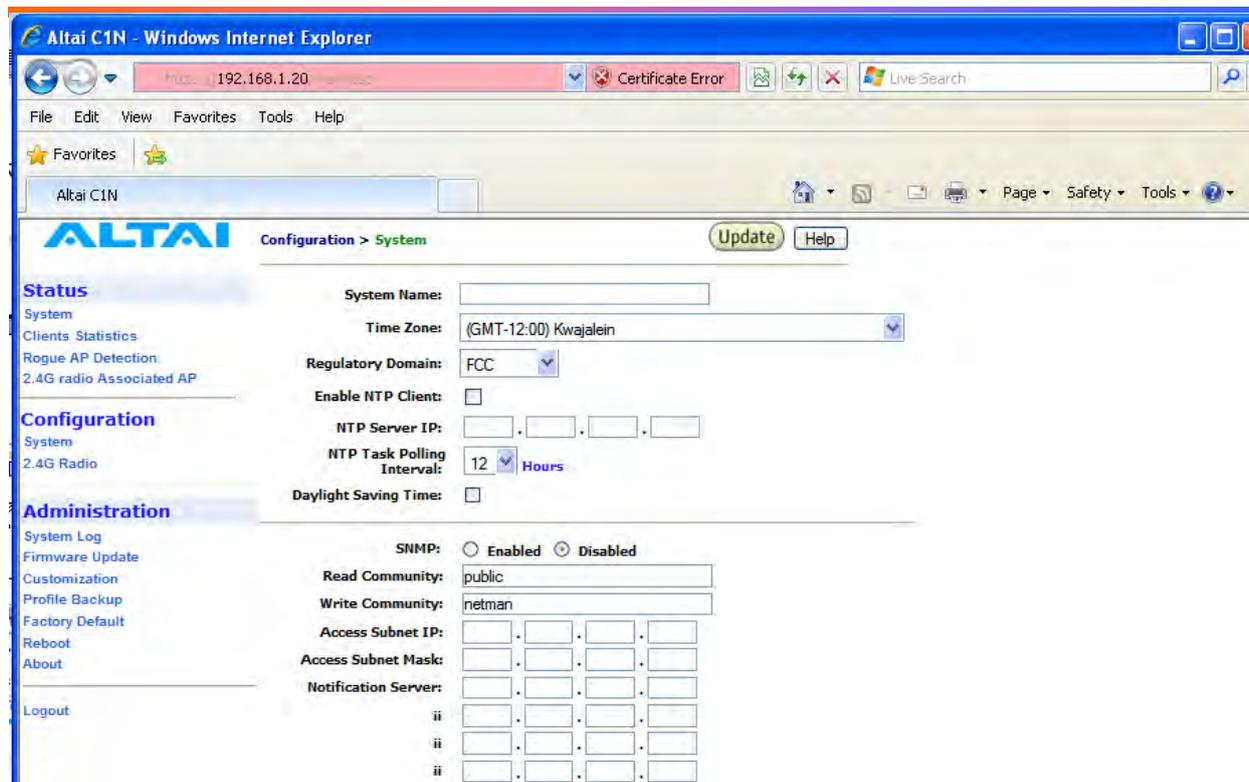 Altai C1N - Windows Internet Explorer
192.168.1.20
Certificate Error
Live Search
File Edit View Favorites Tools Help
Favorites
Altai C1N
Page Safety Tools
ALTAI
Configuration > System
Update
Help
Status
System
Clients Statistics
Rogue AP Detection
2.4G radio Associated AP
Configuration
System
2.4G Radio
Administration
System Log
Firmware Update
Customization
Profile Backup
Factory Default
Reboot
About
Logout
System Name:
Time Zone: (GMT-12:00) Kwajalein
Regulatory Domain: FCC
Enable NTP Client:
NTP Server IP: . . .
NTP Task Polling
Interval: 12 Hours
Daylight Saving Time:
SNMP: Enabled Disabled
Read Community: public
Write Community: netman
Access Subnet IP: . . .
Access Subnet Mask: . . .
Notification Server: . . .
ii . . .
ii . . .
ii . . .